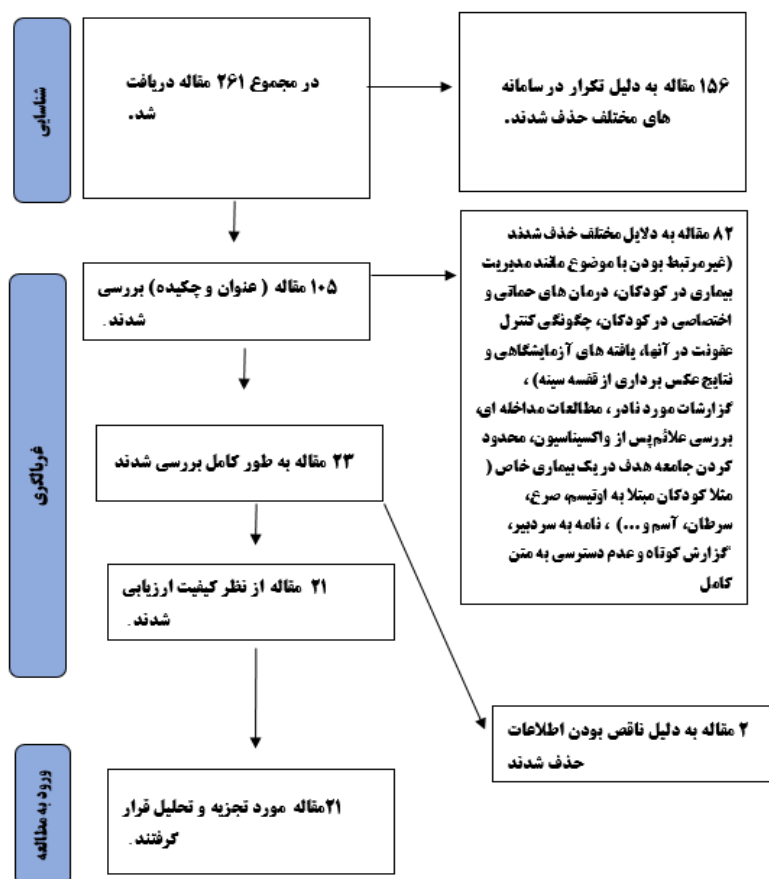 شناسایی
در مجموع ۲۶۱ مقاله دریافت
شد.
۱۵۶ مقاله به دلیل تکرار در سامانه
های مختلف حذف شدند.
غربالگری
۱۰۵ مقاله ( عنوان و چکیده) بررسی
شدند.
۸۲ مقاله به دلایل مختلف خذف شدند
(غیرمرتبط بودن با موضوع مانند مدیریت
بیماری در کودکان، درمان های حماتی و
اختصاصی در کودکان، چگونگی کنترل
عفونت در آنها، یافته های آزمایشگاهی و
نتایج عکس برداری از قفسه سینه) ،
گزارشات مورد نادر ، مطالعات مداخله ای،
بررسی علائم پس از واکسیناسیون، محدود
کردن جامعه هدف در یک بیماری خاص (
مثلا کودکان مبتلا به اوتیسم، صرع،
سرطان، آسم و ...) ، نامه به سردبیر،
گزارش کوتاه و عدم دسترسی به متن
کامل
۲۳ مقاله به طور کامل بررسی شدند
۲۱ مقاله از نظر کیفیت ارزیابی
شدند.
۲ مقاله به دلیل ناقص بودن اطلاعات
حذف شدند
ورود به مطالعه
۲۱مقاله مورد تجزیه و تحلیل قرار
گرفتند.